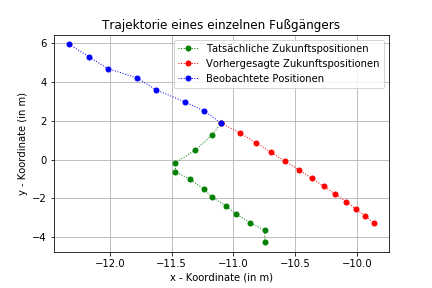 Trajektorie eines einzelnen Fußgängers
Tatsächliche Zukunftspositionen
Vorhergesagte Zukunftspositionen
Beobachtete Positionen
y - Koordinate (in m)
6
4
2
0
−2
−4
−12.0 −11.5 −11.0 −10.5 −10.0
x - Koordinate (in m)